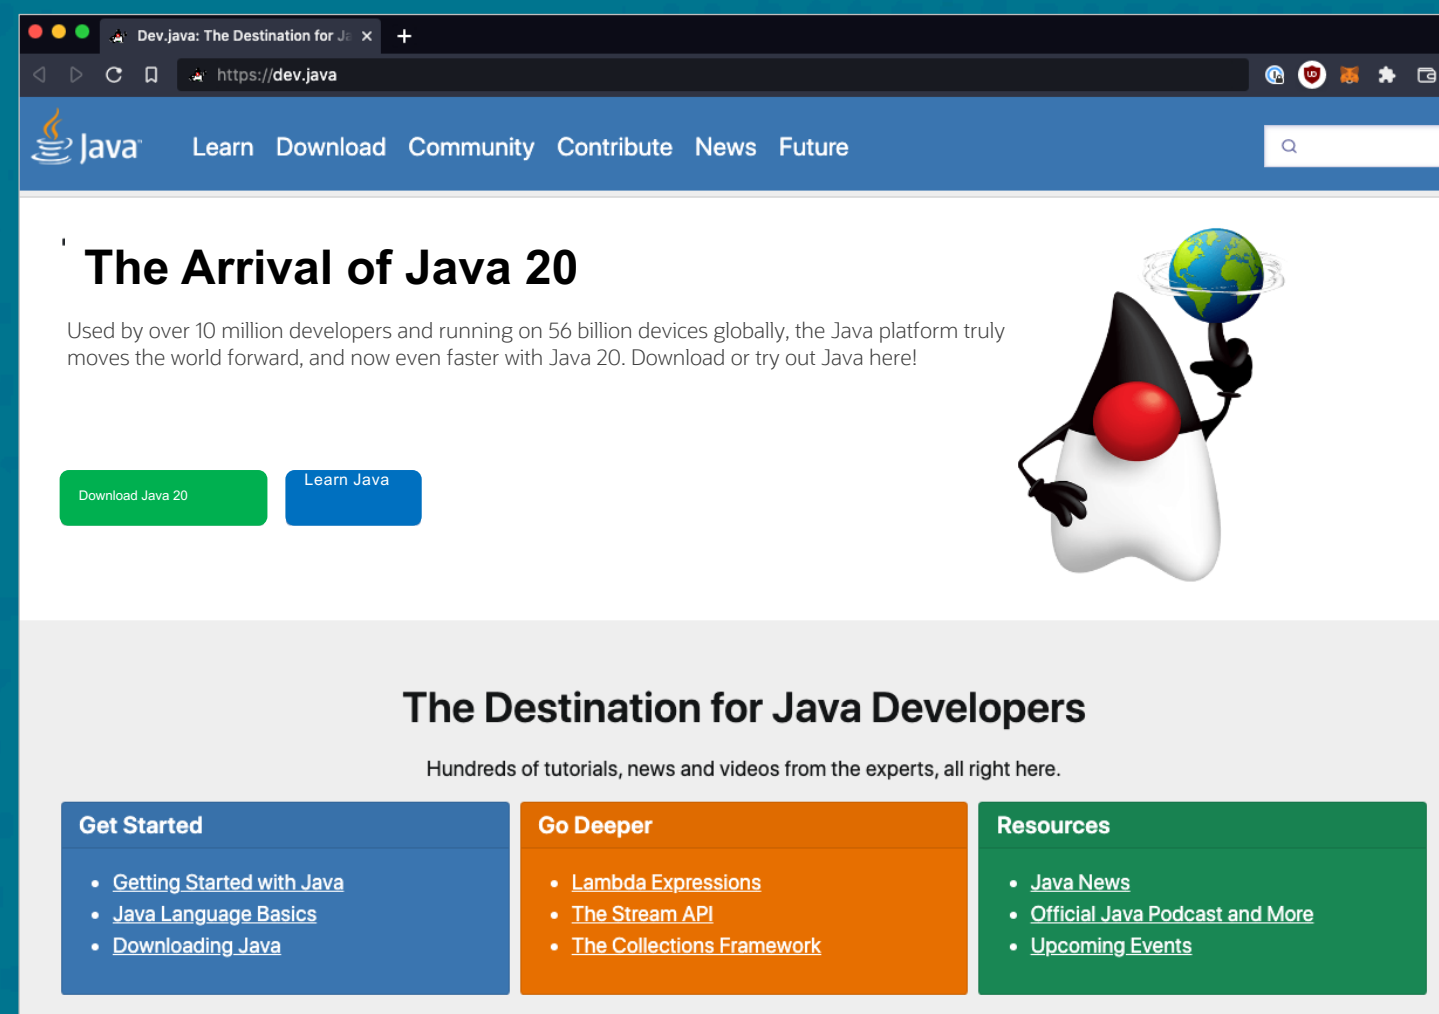 Dev.java: The Destination for Ja
https://dev.java
Java
Learn Download Community Contribute News Future
The Arrival of Java 20
Used by over 10 million developers and running on 56 billion devices globally, the Java platform truly
moves the world forward, and now even faster with Java 20. Download or try out Java here!
Download Java 20
Learn Java
The Destination for Java Developers
Hundreds of tutorials, news and videos from the experts, all right here.
Get Started
Getting Started with Java
Java Language Basics
Downloading Java
Go Deeper
Lambda Expressions
The Stream API
The Collections Framework
Resources
Java News
Official Java Podcast and More
Upcoming Events